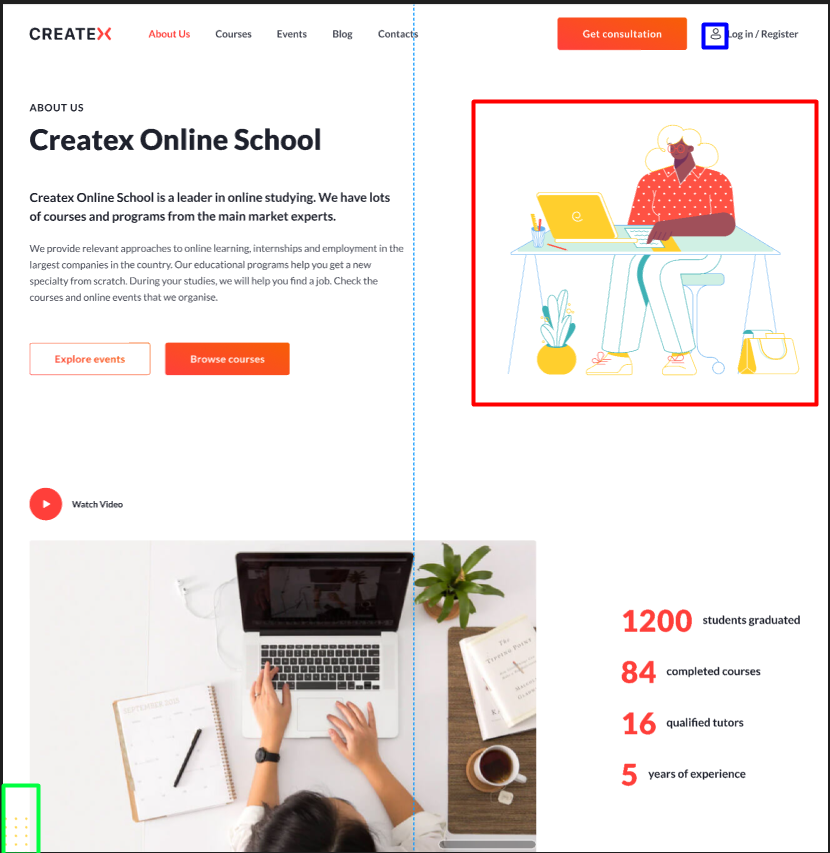 CREATEX
About Us
Courses
Events
Blog
Contacts
Get consultation
Log in / Register
ABOUT US
Createx Online School
Createx Online School is a leader in online studying. We have lots
of courses and programs from the main market experts.
We provide relevant approaches to online learning, internships and employment in the
largest companies in the country. Our educational programs help you get a new
specialty from scratch. During your studies, we will help you find a job. Check the
courses and online events that we organise.
Explore events
Browse courses
Watch Video
1200 students graduated
84 completed courses
16 qualified tutors
5 years of experience